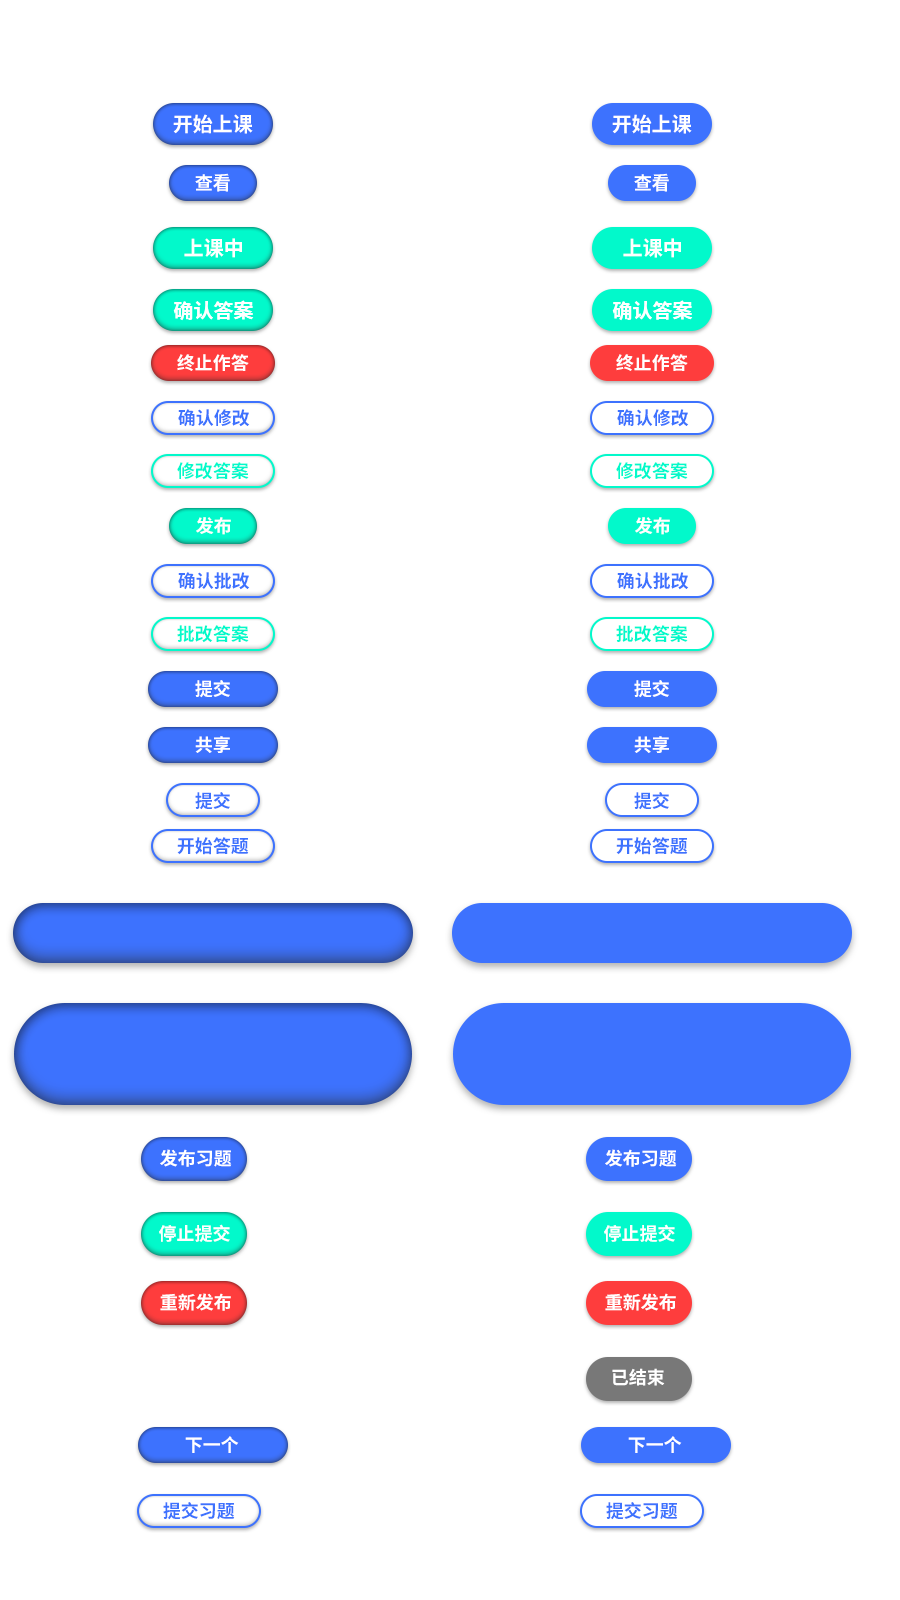 开始上课 开始上课
查看 查看
上课中 上课中
确认答案 确认答案
终止作答 终止作答
确认修改 确认修改
修改答案 修改答案
发布 发布
确认批改 确认批改
批改答案 批改答案
提交 提交
共享 共享
提交 提交
开始答题 开始答题
发布习题 发布习题
停止提交 停止提交
重新发布 重新发布
已结束
下一个 下一个
提交习题 提交习题